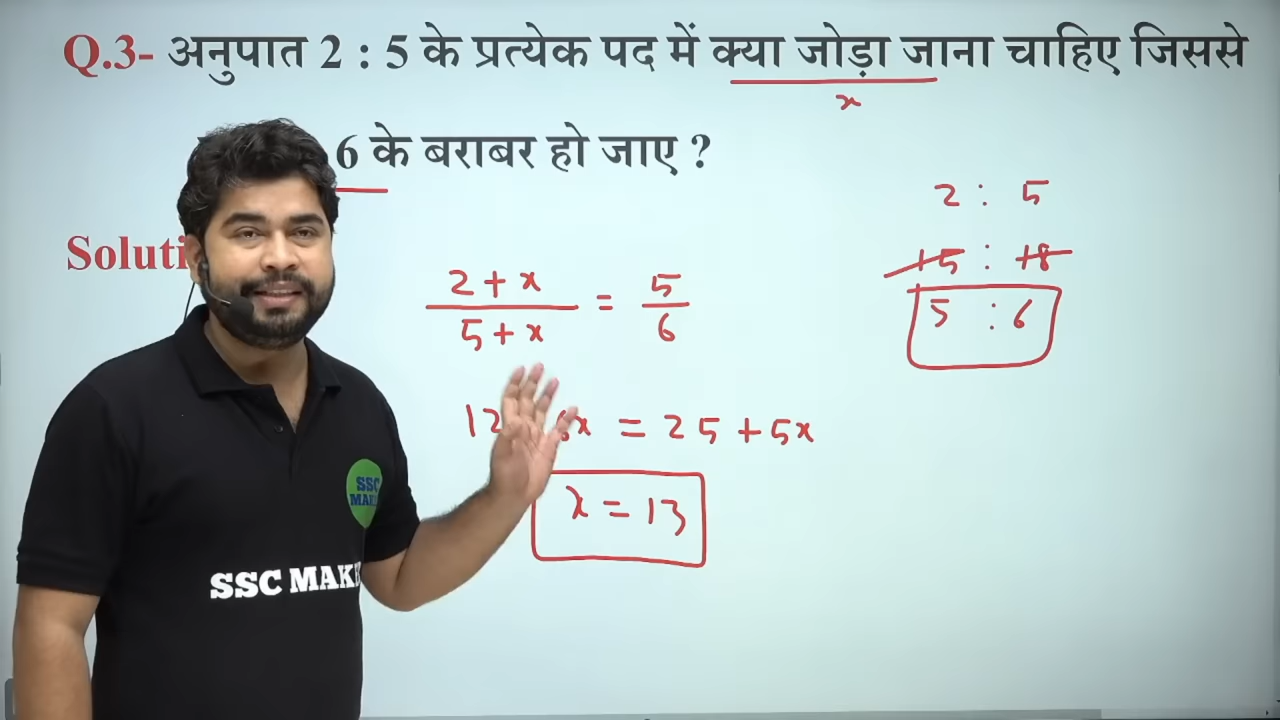 Q.3- अनुपात 2 : 5 के प्रत्येक पद में क्या जोड़ा जाना चाहिए जिससे
x
6 के बराबर हो जाए ?
2 : 5
15 : 18
5 : 6
Soluti
2 + x / 5 + x = 5 / 6
12 x = 25 + 5x
x = 13
SSC
SSC MAK